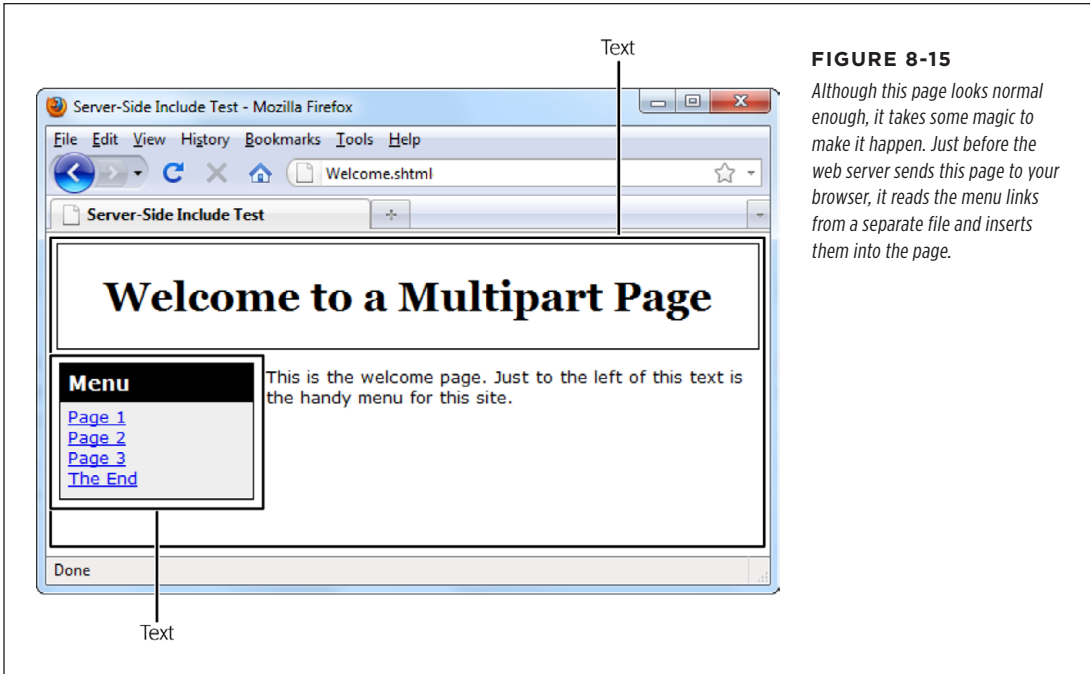 Text
FIGURE 8-15
Although this page looks normal
enough, it takes some magic to
make it happen. Just before the
web server sends this page to your
browser, it reads the menu links
from a separate file and inserts
them into the page.
Server-Side Include Test - Mozilla Firefox
File Edit View History Bookmarks Tools Help
Welcome.shtml
Server-Side Include Test
Welcome to a Multipart Page
Menu
Page 1
Page 2
Page 3
The End
This is the welcome page. Just to the left of this text is
the handy menu for this site.
Done
Text